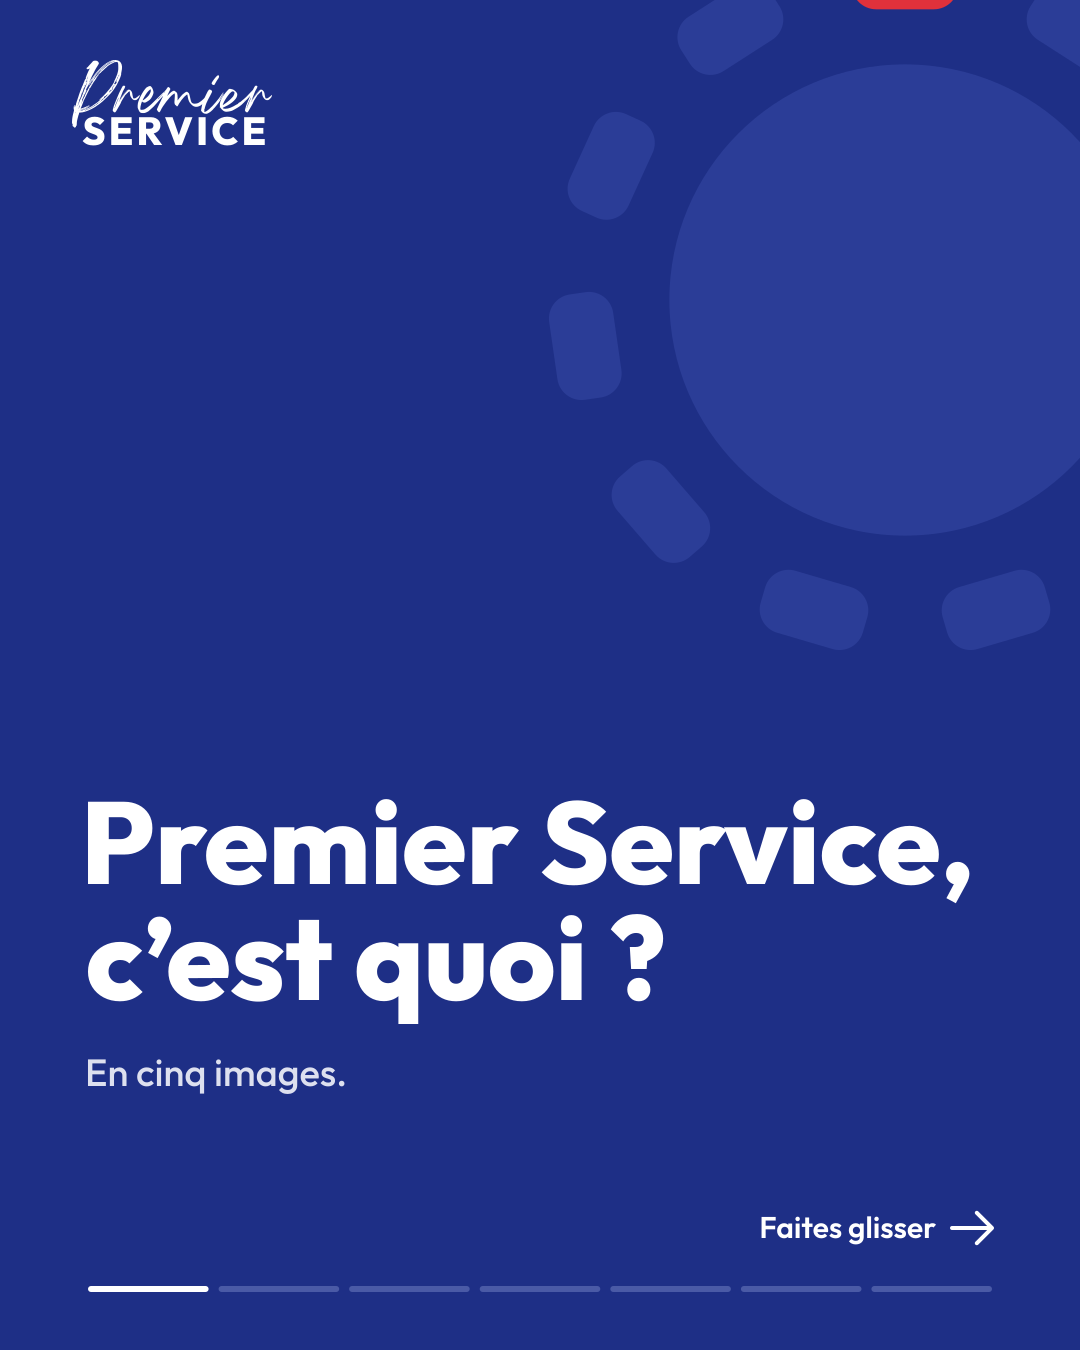 Premier
SERVICE
Premier Service,
c’est quoi ?
En cinq images.
Faites glisser